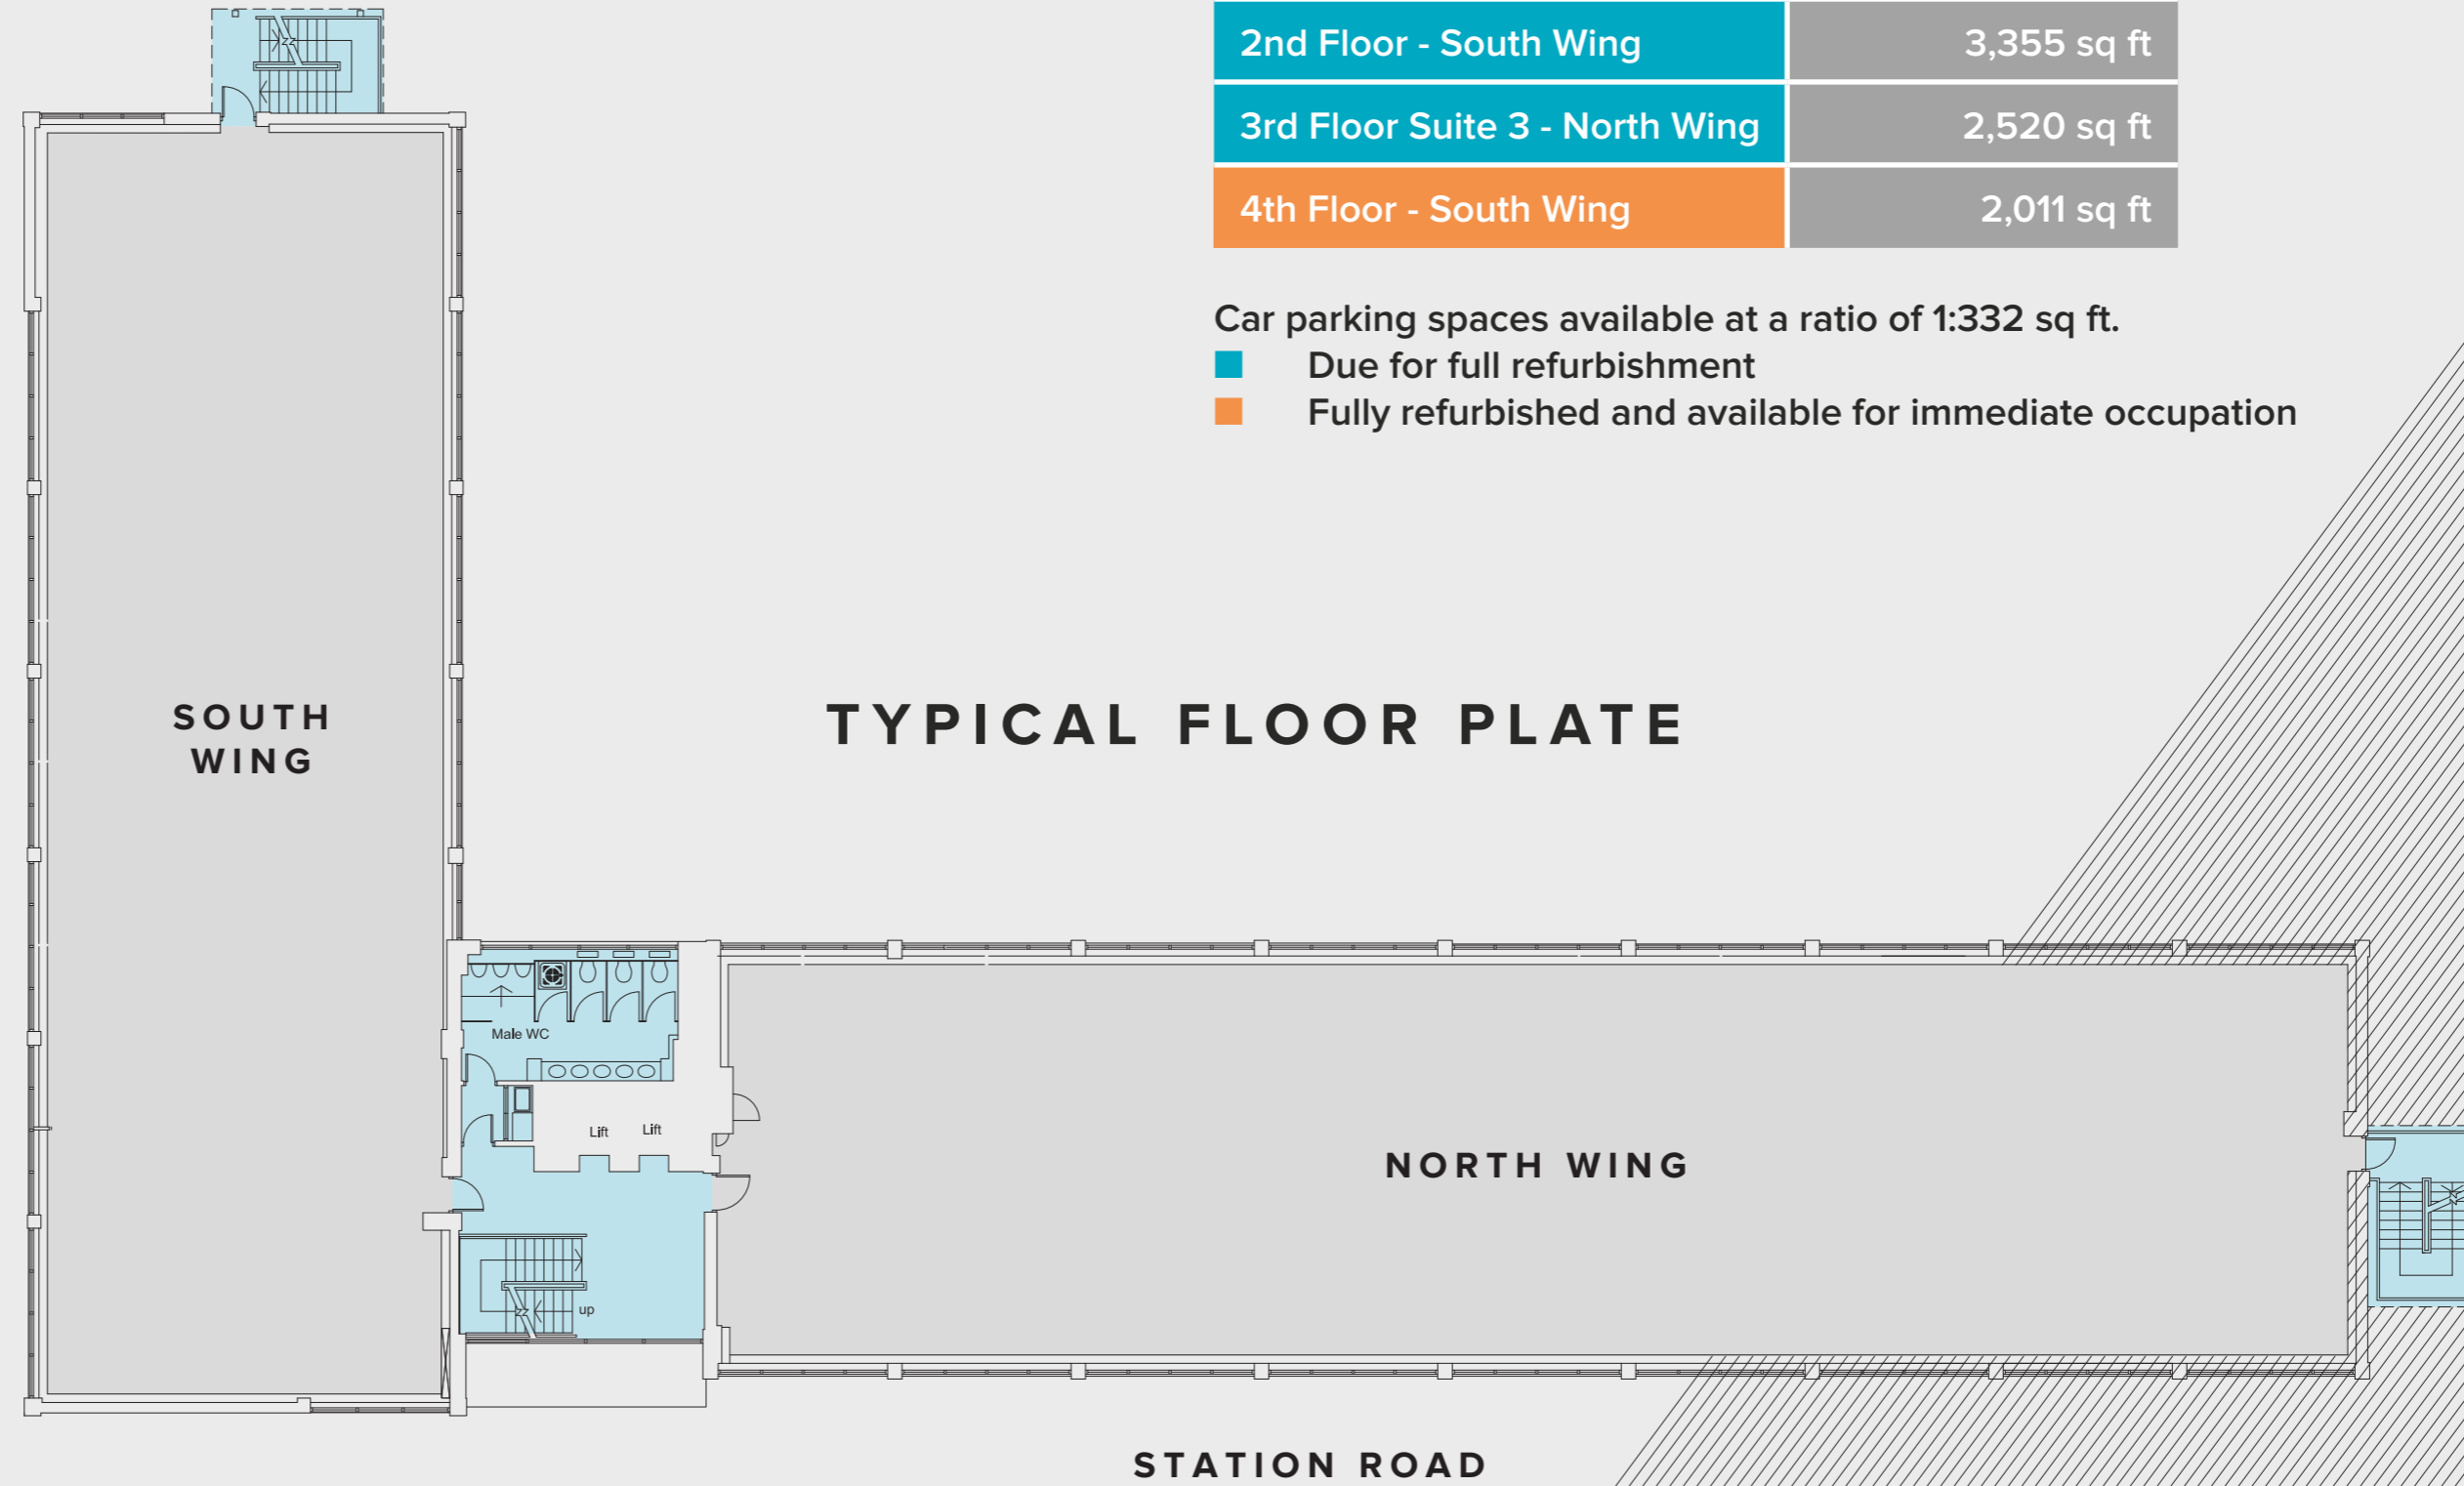 2nd Floor - South Wing 3,355 sq ft
3rd Floor Suite 3 - North Wing 2,520 sq ft
4th Floor - South Wing 2,011 sq ft
Car parking spaces available at a ratio of 1:332 sq ft.
Due for full refurbishment
Fully refurbished and available for immediate occupation
SOUTH
WING
TYPICAL FLOOR PLATE
Male WC
Lift Lift
NORTH WING
up
STATION ROAD